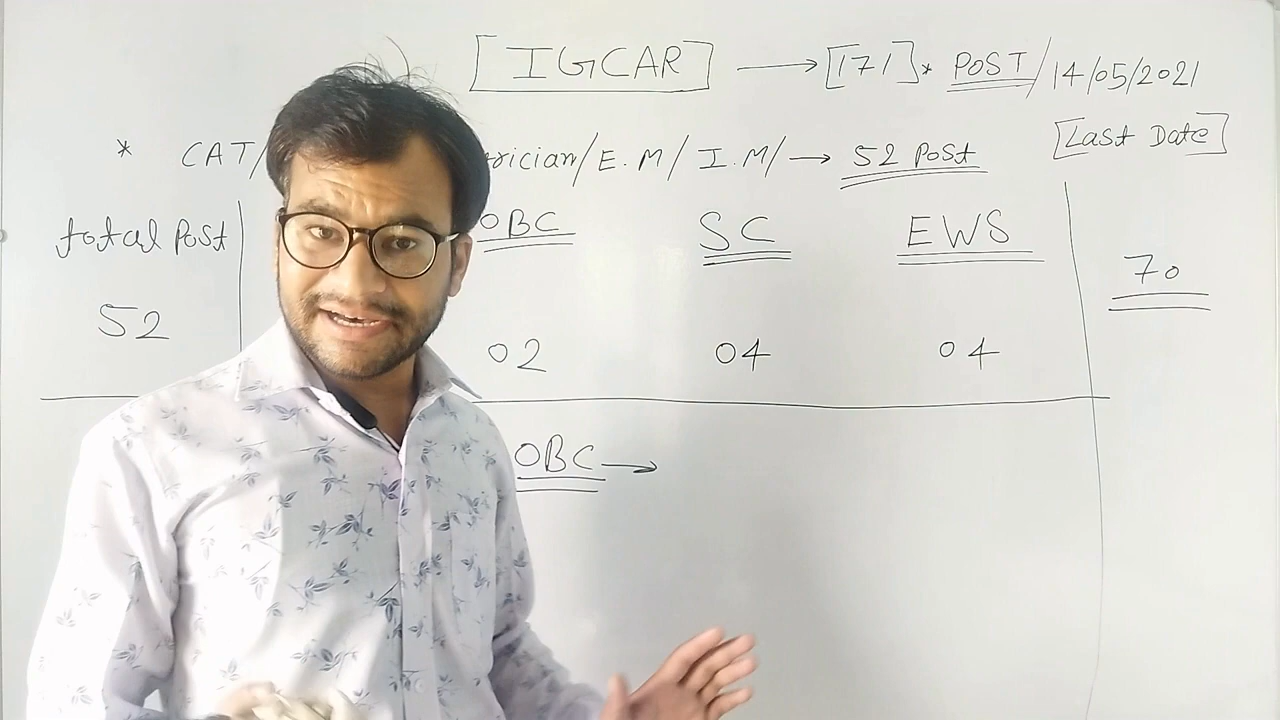 [IGCAR] → [171]* POST/14/05/2021
[Last Date]
* CAT/ rician/E.M/I.M/→ 52 Post
total Post OBC SC EWS
70
52 02 04 04
OBC →